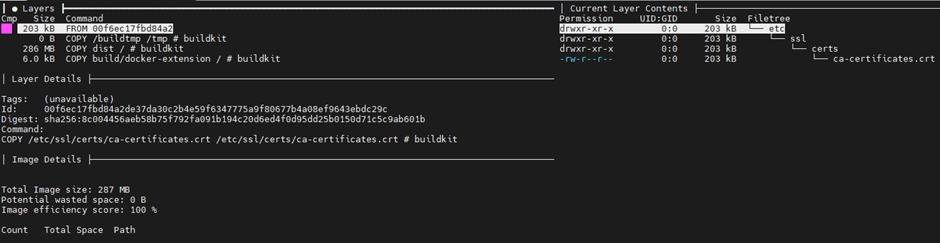 ● Layers
Cmp Size Command
203 kB FROM 00f6ec17fbd84a2
0 B COPY /buildtmp /tmp # buildkit
286 MB COPY dist / # buildkit
6.0 kB COPY build/docker-extension / # buildkit
Layer Details
Tags: (unavailable)
Id: 00f6ec17fbd84a2de37da30c2b4e59f6347775a9f80677b4a08ef9643ebdc29c
Digest: sha256:8c004456aeb58b75f792fa091b194c20d6ed4f0d95dd25b0150d71c5c9ab601b
Command:
COPY /etc/ssl/certs/ca-certificates.crt /etc/ssl/certs/ca-certificates.crt # buildkit
Image Details
Total Image size: 287 MB
Potential wasted space: 0 B
Image efficiency score: 100 %
Count Total Space Path
Current Layer Contents
Permission UID:GID Size Filetree
drwxr-xr-x 0:0 203 kB └── etc
drwxr-xr-x 0:0 203 kB └── ssl
drwxr-xr-x 0:0 203 kB └── certs
-rw-r--r-- 0:0 203 kB └── ca-certificates.crt